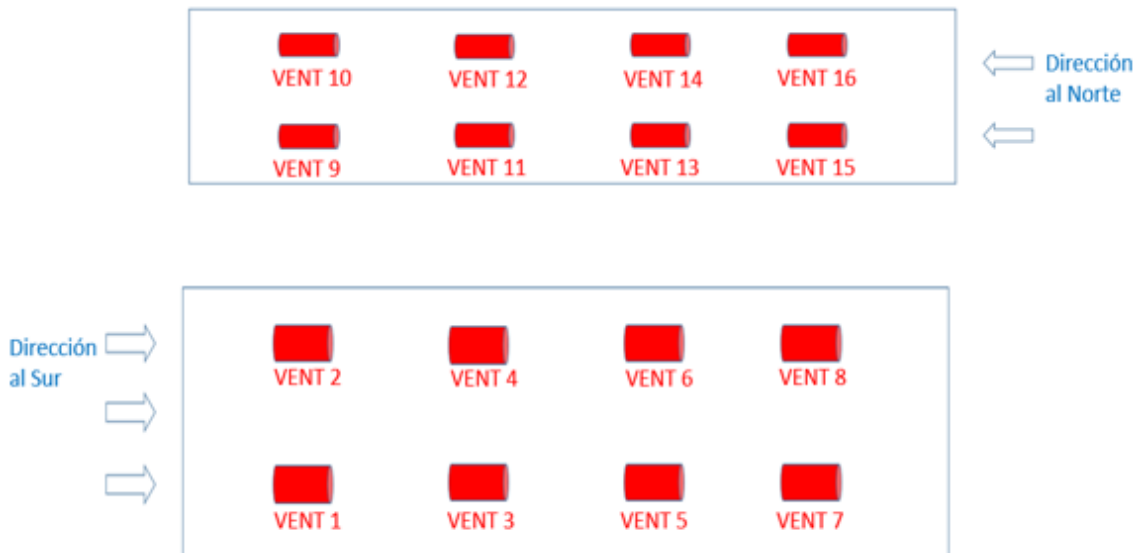 VENT 10 VENT 12 VENT 14 VENT 16
Dirección
al Norte
VENT 9 VENT 11 VENT 13 VENT 15
Dirección
al Sur
VENT 2 VENT 4 VENT 6 VENT 8
VENT 1 VENT 3 VENT 5 VENT 7